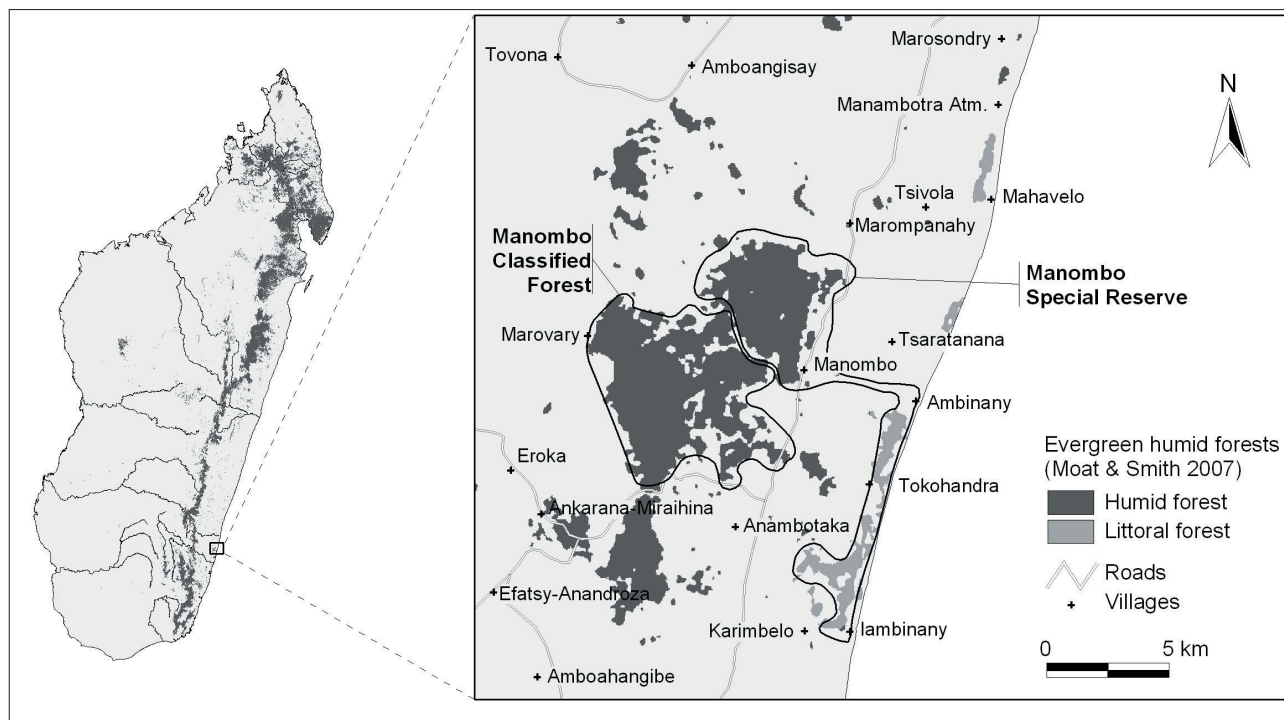 Marosondry
Tovona
Amboangisay
N
Manambotra Atm.
Tsivola
Mahavelo
Marompanahy
Manombo
Classified
Forest
Manombo
Special Reserve
Marovary
Tsaratanana
Manombo
Ambinany
Evergreen humid forests
(Moat & Smith 2007)
Humid forest
Littoral forest
Roads
Villages
Eroka
Tokohandra
Ankarana-Miraihina
Anambotaka
Efatsy-Anandroza
Karimbelo
Iambinany
0 5 km
Amboahangibe